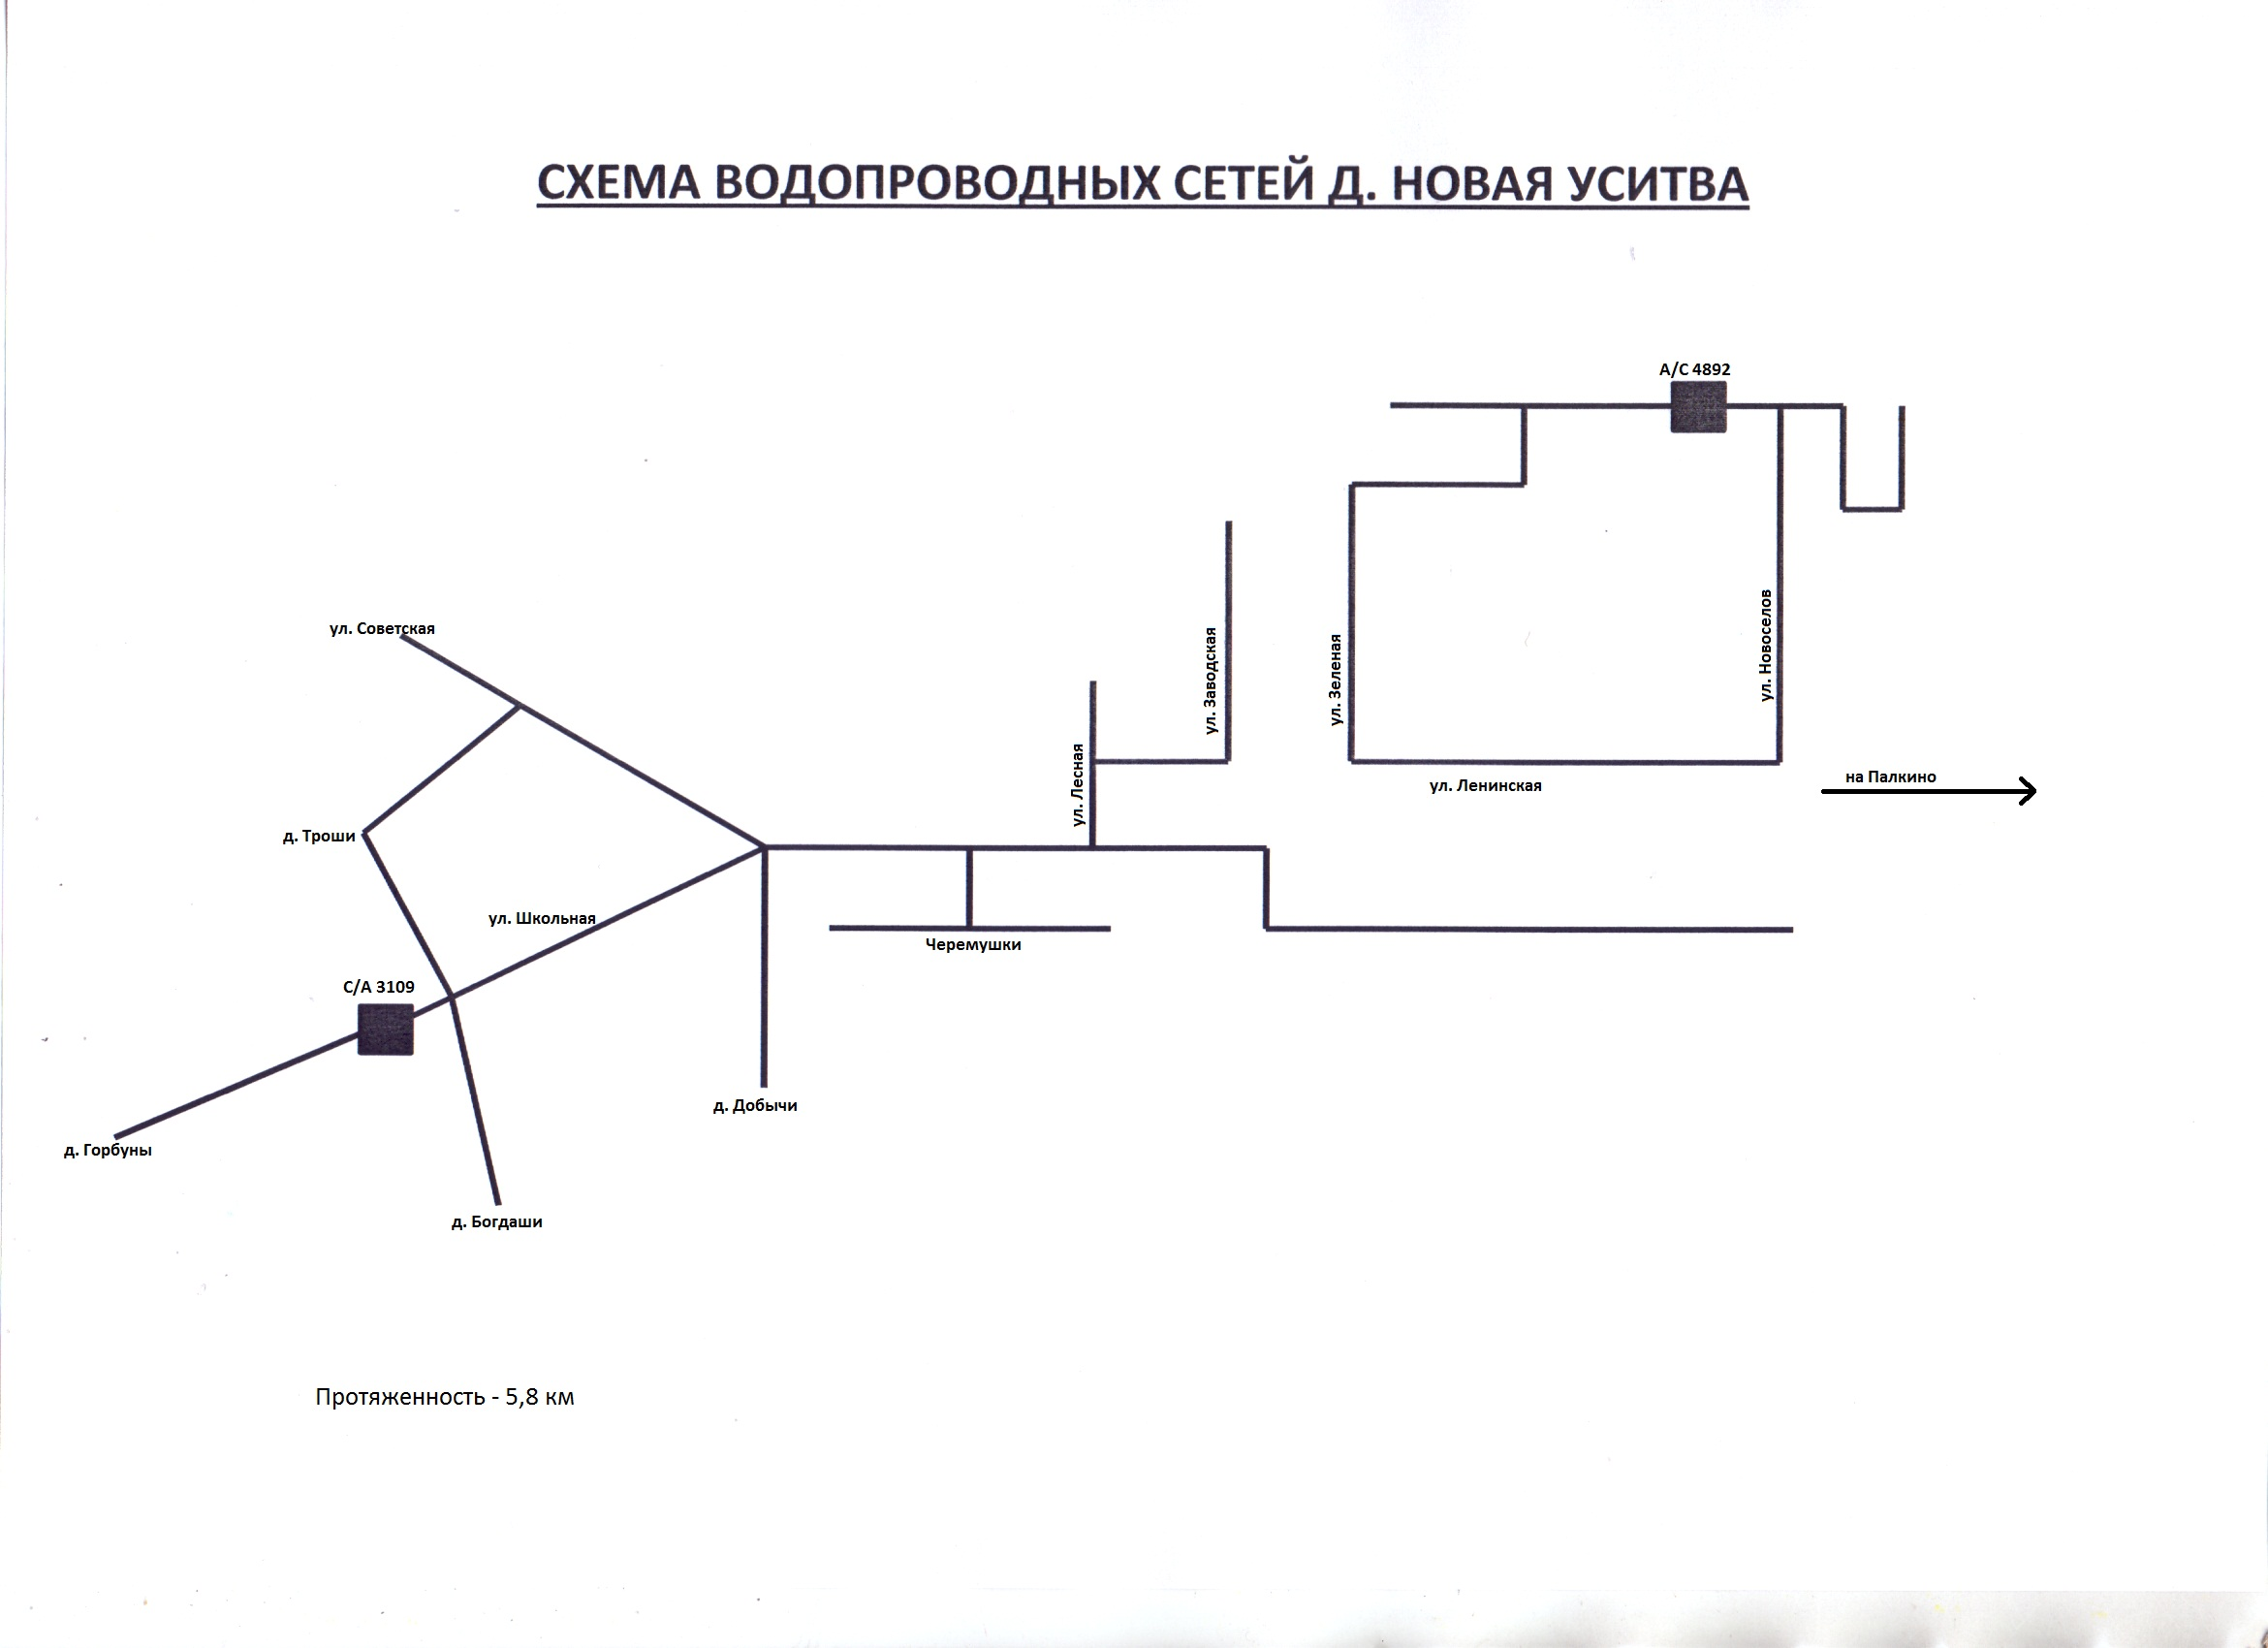 СХЕМА ВОДОПРОВОДНЫХ СЕТЕЙ Д. НОВАЯ УСИТВА
А/С 4892
ул. Советская
ул. Заводская
ул. Зеленая
ул. Новоселов
ул. Лесная
ул. Ленинская
на Палкино
д. Троши
ул. Школьная
Черемушки
С/А 3109
д. Добычи
д. Горбуны
д. Богдаши
Протяженность - 5,8 км